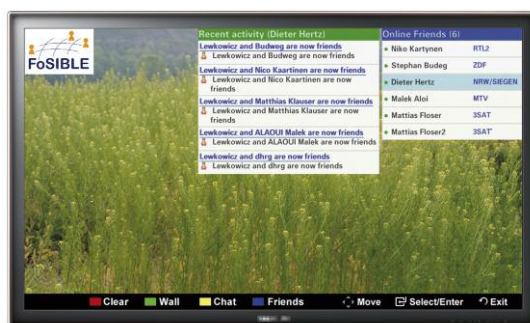 FoSIBLE
Recent activity (Dieter Hertz)
Lewkowicz and Budweg are now friends
Lewkowicz and Budweg are now friends
Lewkowicz and Nico Kaartinen are now friends
Lewkowicz and Nico Kaartinen are now
friends
Lewkowicz and Matthias Klauser are now friends
Lewkowicz and Matthias Klauser are now
friends
Lewkowicz and ALAOUI Malek are now friends
Lewkowicz and ALAOUI Malek are now friends
Lewkowicz and dhrg are now friends
Lewkowicz and dhrg are now friends
Online Friends (6)
Niko Kartynen RTL2
Stephan Budeg ZDF
Dieter Hertz NRW/SIEGEN
Malek Aloi MTV
Mattias Floser 3SAT
Mattias Floser2 3SAT'
Clear Wall Chat Friends Move Select/Enter Exit